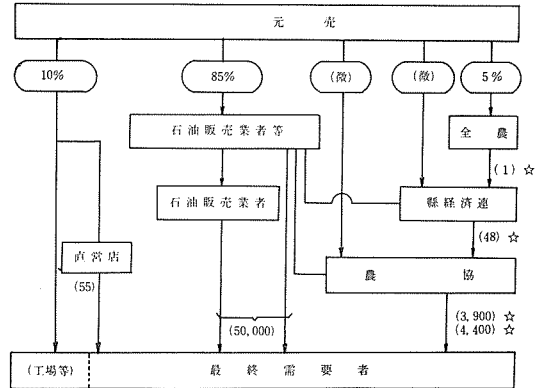 元売
10%
85%
(微)
(微)
5%
石油販売業者等
全農
(1) ☆
石油販売業者
縣経済連
(48) ☆
直営店
農協
(55)
(50,000)
(3,900) ☆
(4,400) ☆
(工場等)
最終需要者